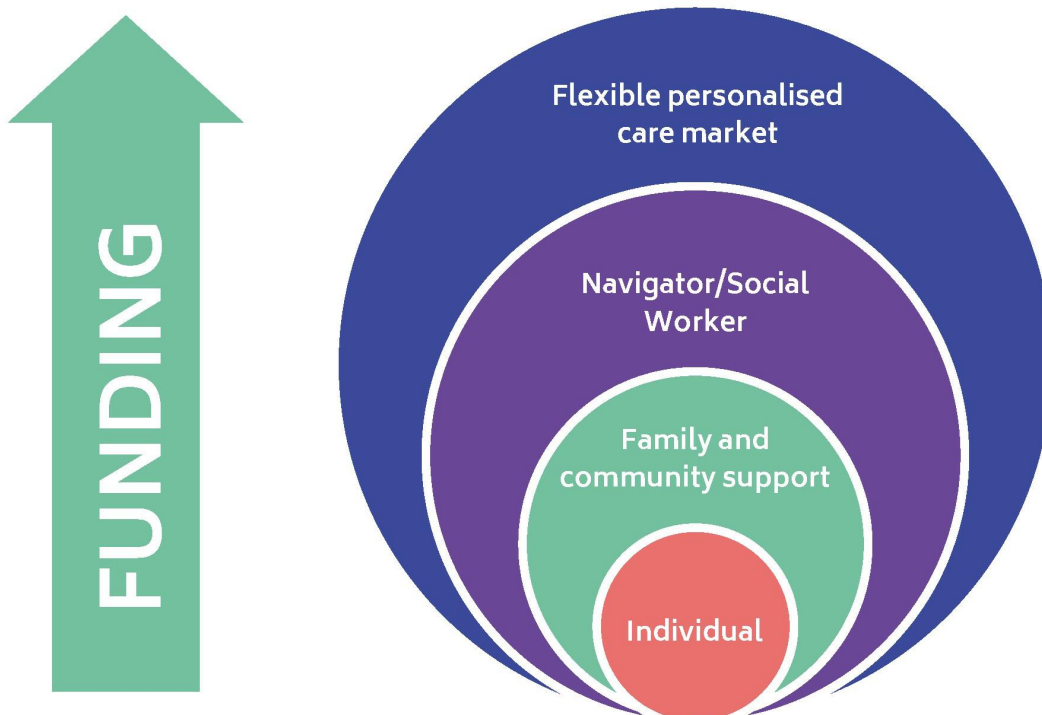 FUNDING
Flexible personalised
care market
Navigator/Social
Worker
Family and
community support
Individual